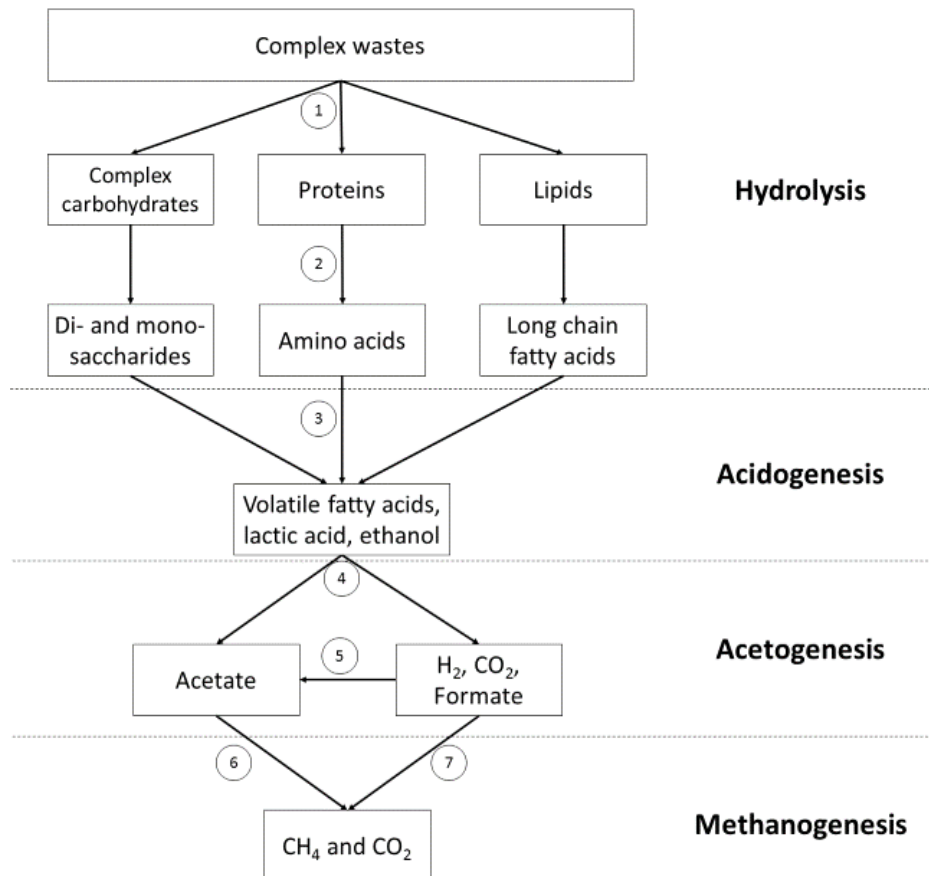 Complex wastes
1
Complex
carbohydrates
Proteins
Lipids
Hydrolysis
2
Di- and mono-
saccharides
Amino acids
Long chain
fatty acids
3
Acidogenesis
Volatile fatty acids,
lactic acid, ethanol
4
Acetate
5
H₂, CO₂,
Formate
Acetogenesis
6
7
CH₄ and CO₂
Methanogenesis